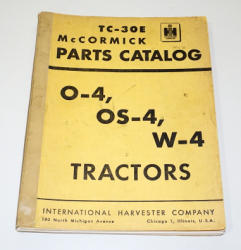 TC-30E
McCORMICK
PARTS CATALOG
O-4,
OS-4,
W-4
TRACTORS
INTERNATIONAL HARVESTER COMPANY
180 North Michigan Avenue Chicago 1, Illinois, U.S.A.